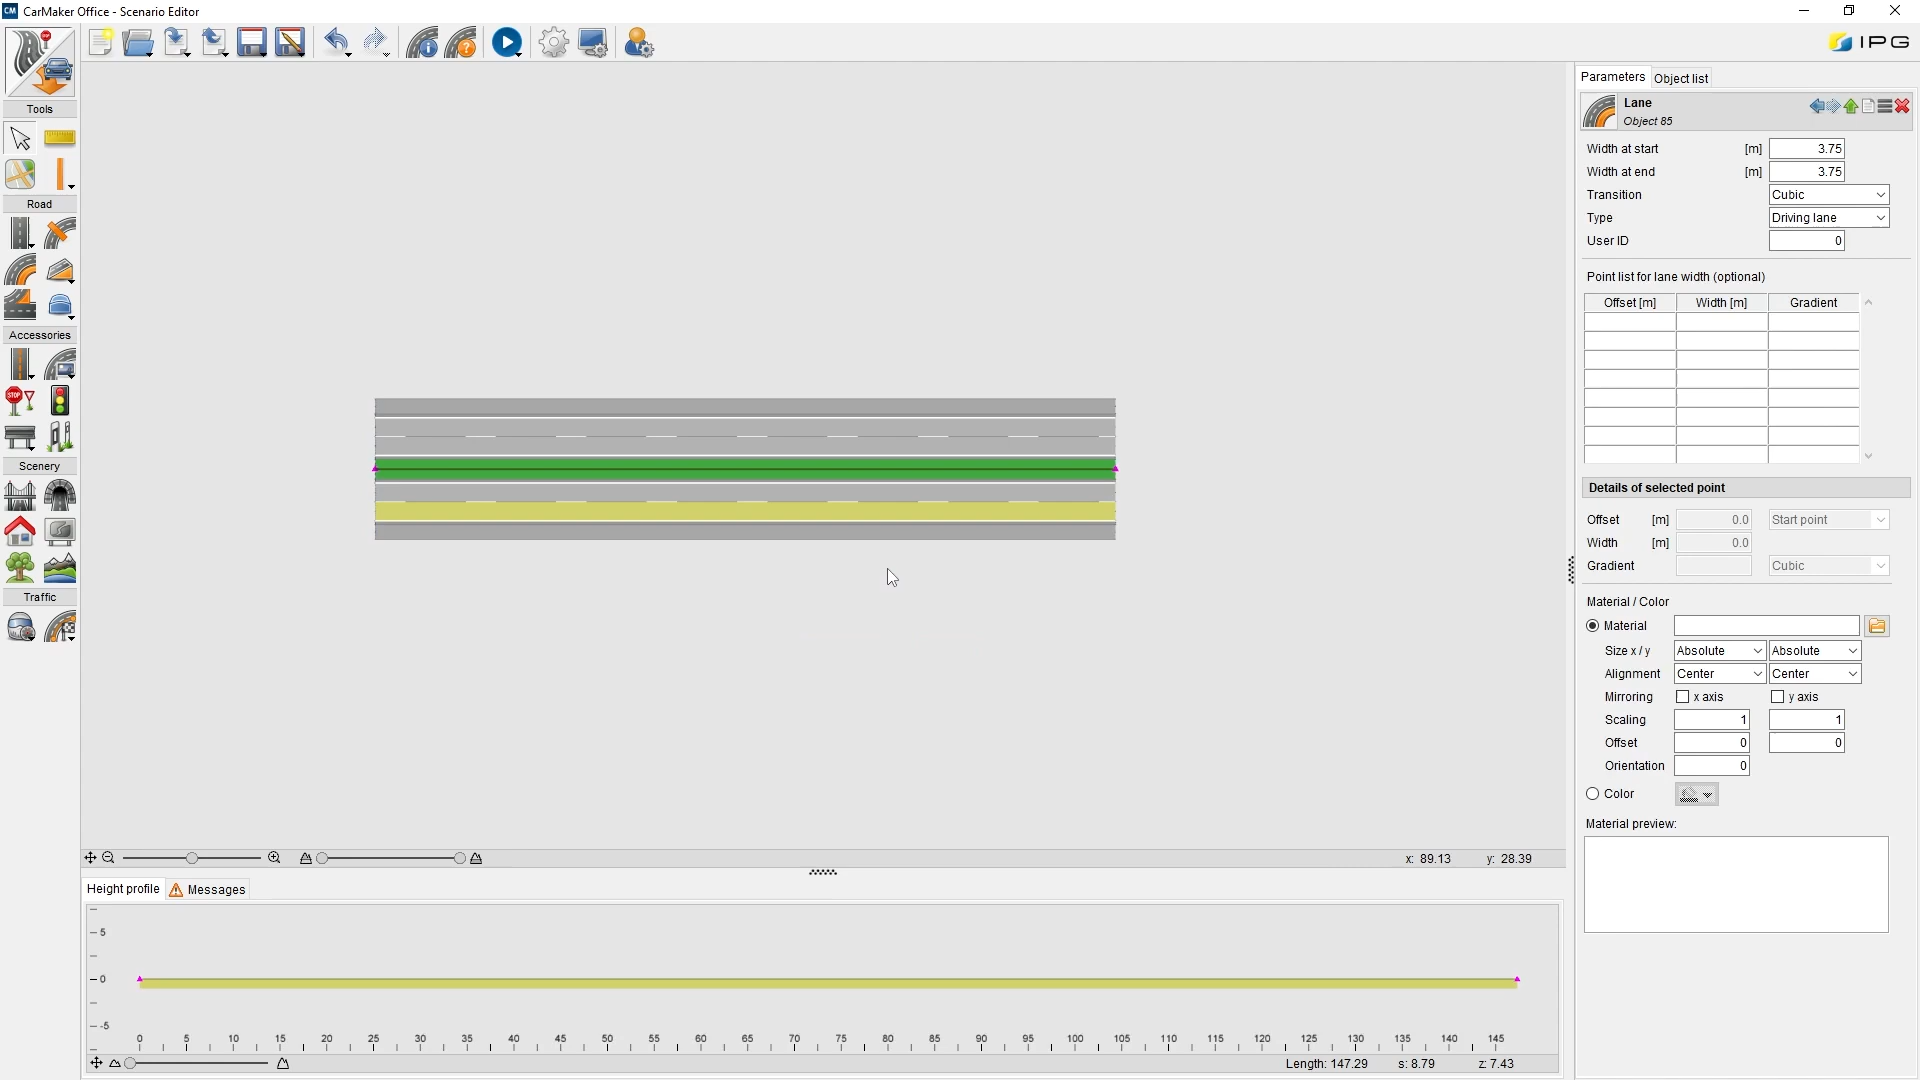 CM CarMaker Office - Scenario Editor
IPG
Tools
Road
Accessories
STOP
Scenery
Traffic
Parameters Object list
Lane
Object 85
Width at start [m] 3.75
Width at end [m] 3.75
Transition Cubic
Type Driving lane
User ID 0
Point list for lane width (optional)
Offset [m] Width [m] Gradient
Details of selected point
Offset [m] 0.0 Start point
Width [m] 0.0
Gradient Cubic
Material / Color
Material
Size x / y Absolute Absolute
Alignment Center Center
Mirroring x axis y axis
Scaling 1 1
Offset 0 0
Orientation 0
Color
Material preview:
x: 89.13 y: 28.39
Height profile Messages
5
0
-5
0 5 10 15 20 25 30 35 40 45 50 55 60 65 70 75 80 85 90 95 100 105 110 115 120 125 130 135 140 145
Length: 147.29 s: 8.79 z: 7.43